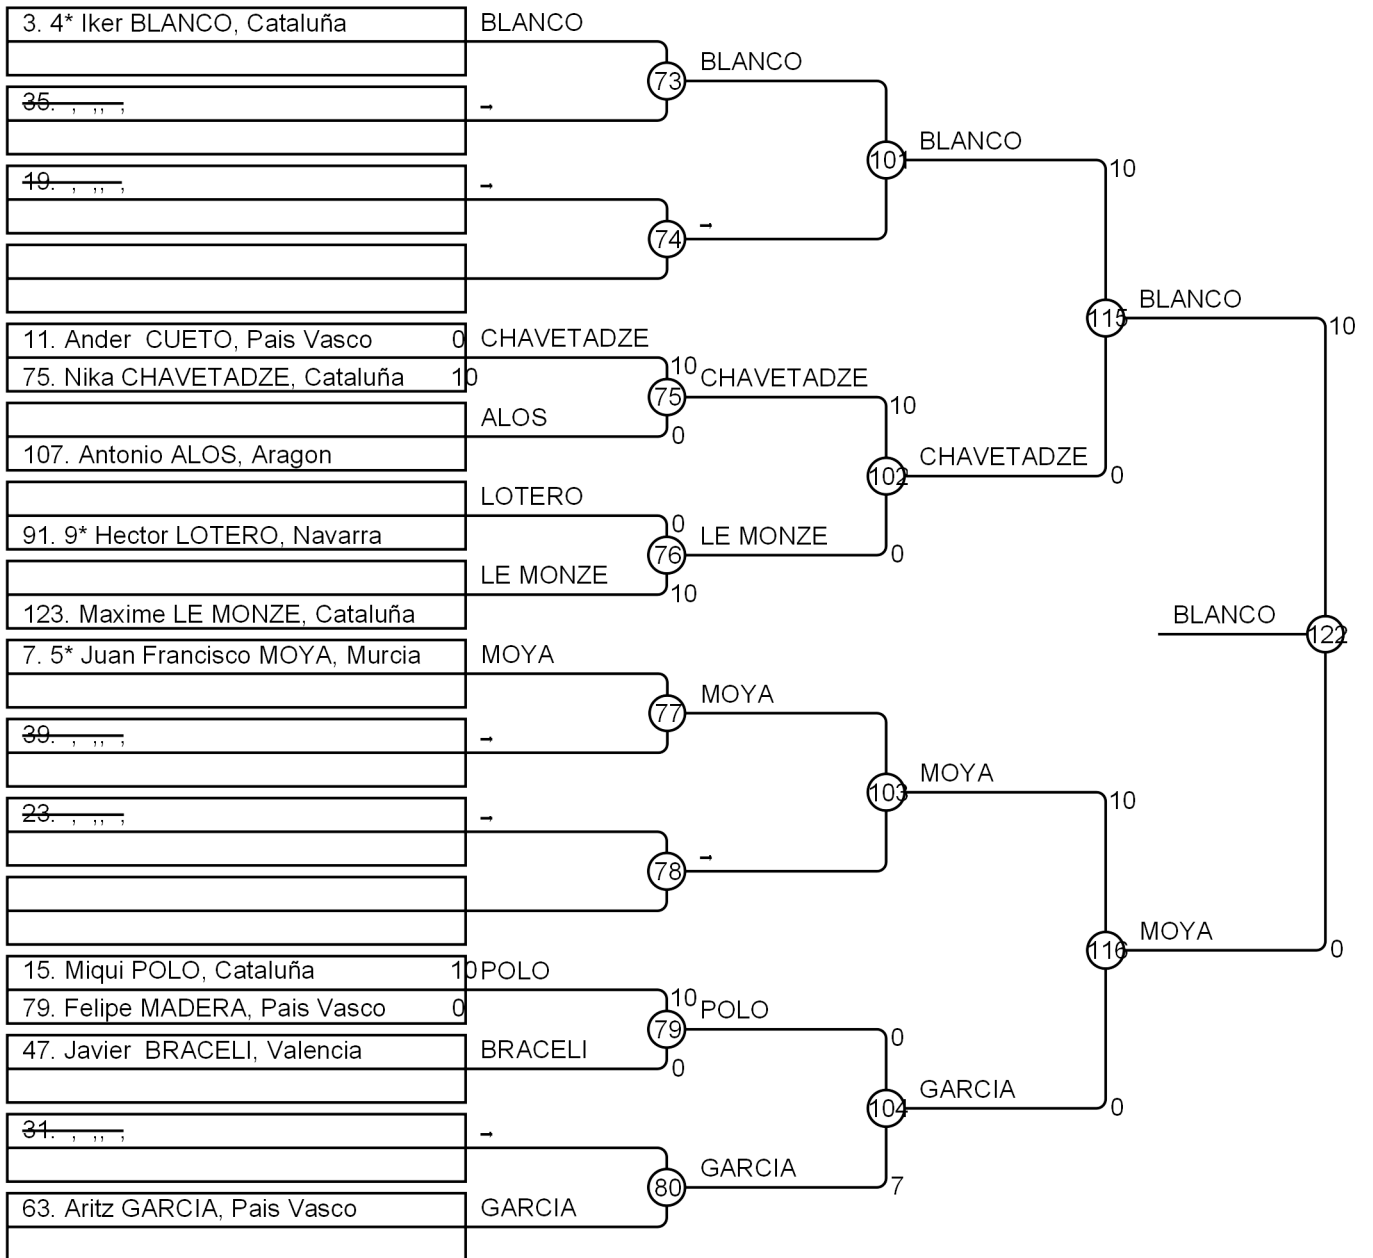 3. 4* Iker BLANCO, Cataluña
BLANCO
73
BLANCO
35. , ,, ,
101
BLANCO
10
19. , ,, ,
74
115
BLANCO
10
11. Ander  CUETO, Pais Vasco 0
CHAVETADZE
10
75. Nika CHAVETADZE, Cataluña 10
75
CHAVETADZE
10
ALOS
0
107. Antonio ALOS, Aragon
102
CHAVETADZE
0
LOTERO
0
91. 9* Hector LOTERO, Navarra
76
LE MONZE
0
LE MONZE
10
123. Maxime LE MONZE, Cataluña
BLANCO
122
7. 5* Juan Francisco MOYA, Murcia
MOYA
77
MOYA
39. , ,, ,
103
MOYA
10
23. , ,, ,
78
116
MOYA
0
15. Miqui POLO, Cataluña 10
POLO
10
79. Felipe MADERA, Pais Vasco 0
79
POLO
0
47. Javier  BRACELI, Valencia
BRACELI
0
104
GARCIA
0
31. , ,, ,
80
GARCIA
7
63. Aritz GARCIA, Pais Vasco
GARCIA